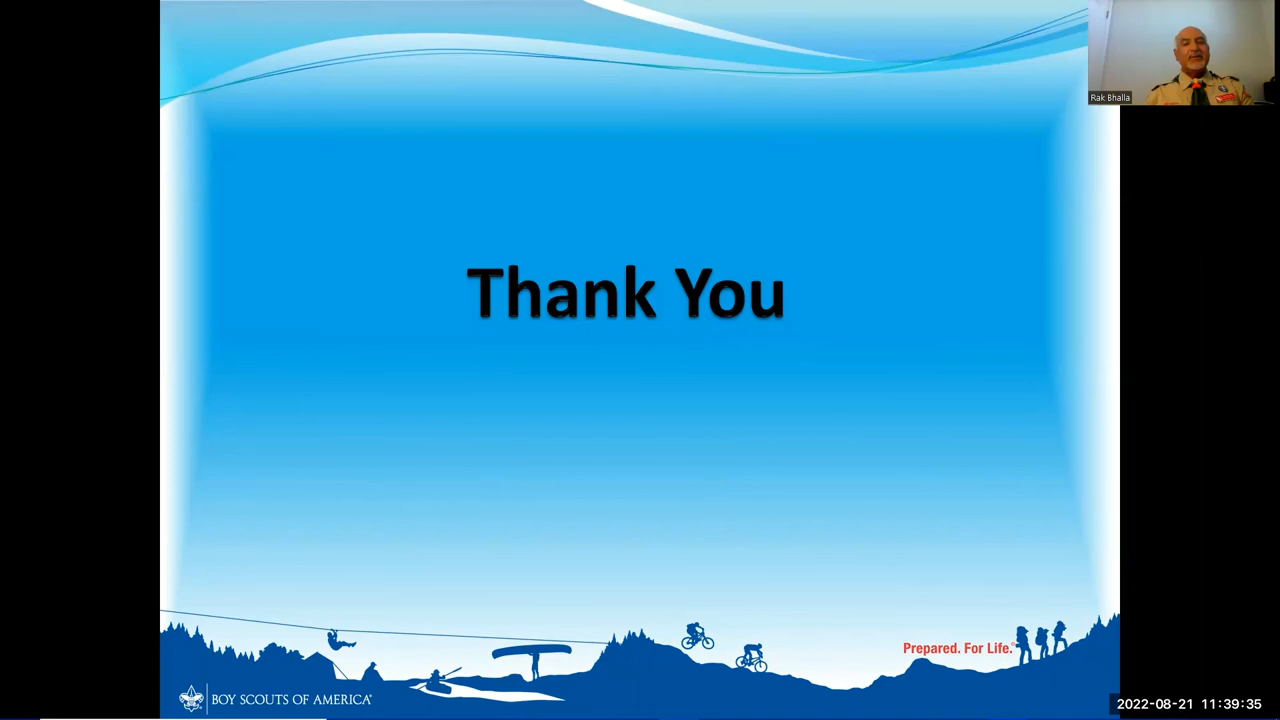 Rak Bhalla
Thank You
Prepared. For Life.®
BOY SCOUTS OF AMERICA®
2022-08-21 11:39:35